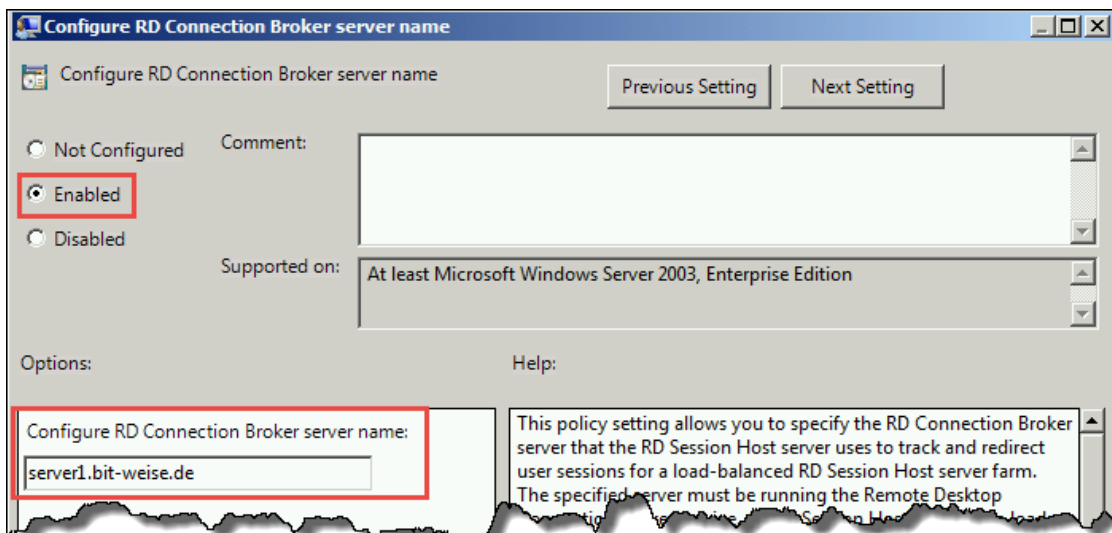 Configure RD Connection Broker server name
Configure RD Connection Broker server name
Previous Setting
Next Setting
Not Configured
Comment:
Enabled
Disabled
Supported on:
At least Microsoft Windows Server 2003, Enterprise Edition
Options:
Help:
Configure RD Connection Broker server name:
server1.bit-weise.de
This policy setting allows you to specify the RD Connection Broker
server that the RD Session Host server uses to track and redirect
user sessions for a load-balanced RD Session Host server farm.
The specified server must be running the Remote Desktop